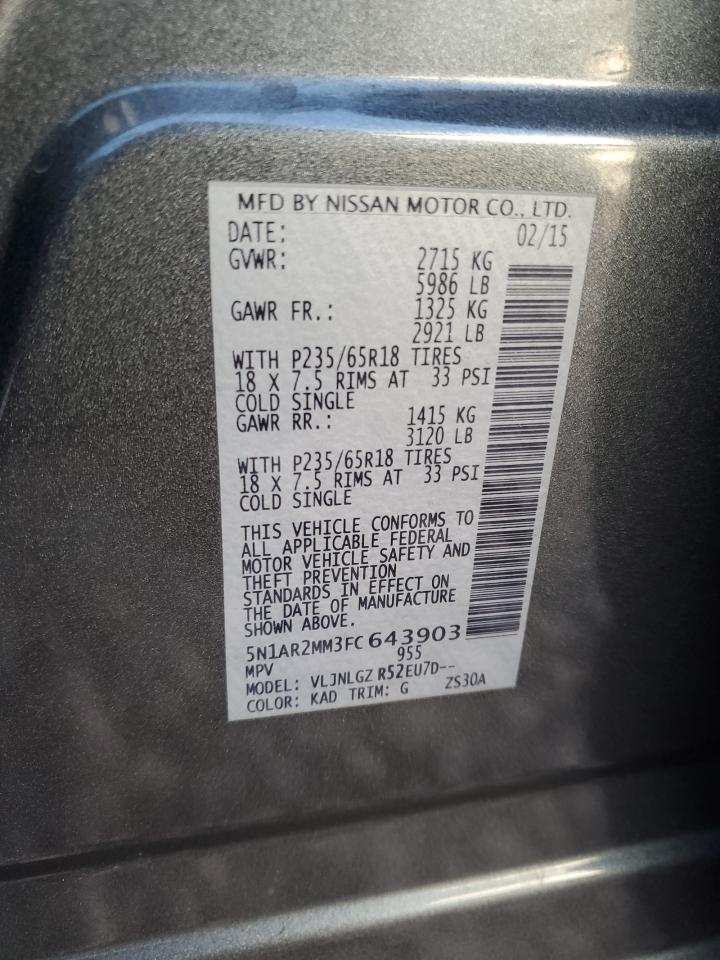 MFD BY NISSAN MOTOR CO., LTD.
DATE: 02/15
GVWR: 2715 KG
5986 LB
GAWR FR.: 1325 KG
2921 LB
WITH P235/65R18 TIRES
18 X 7.5 RIMS AT 33 PSI
COLD SINGLE
GAWR RR.: 1415 KG
3120 LB
WITH P235/65R18 TIRES
18 X 7.5 RIMS AT 33 PSI
COLD SINGLE
THIS VEHICLE CONFORMS TO
ALL APPLICABLE FEDERAL
MOTOR VEHICLE SAFETY AND
THEFT PREVENTION
STANDARDS IN EFFECT ON
THE DATE OF MANUFACTURE
SHOWN ABOVE.
5N1AR2MM3FC643903
MPV 955
MODEL: VLJNLGZ R52EU7D--
COLOR: KAD TRIM: G ZS30A